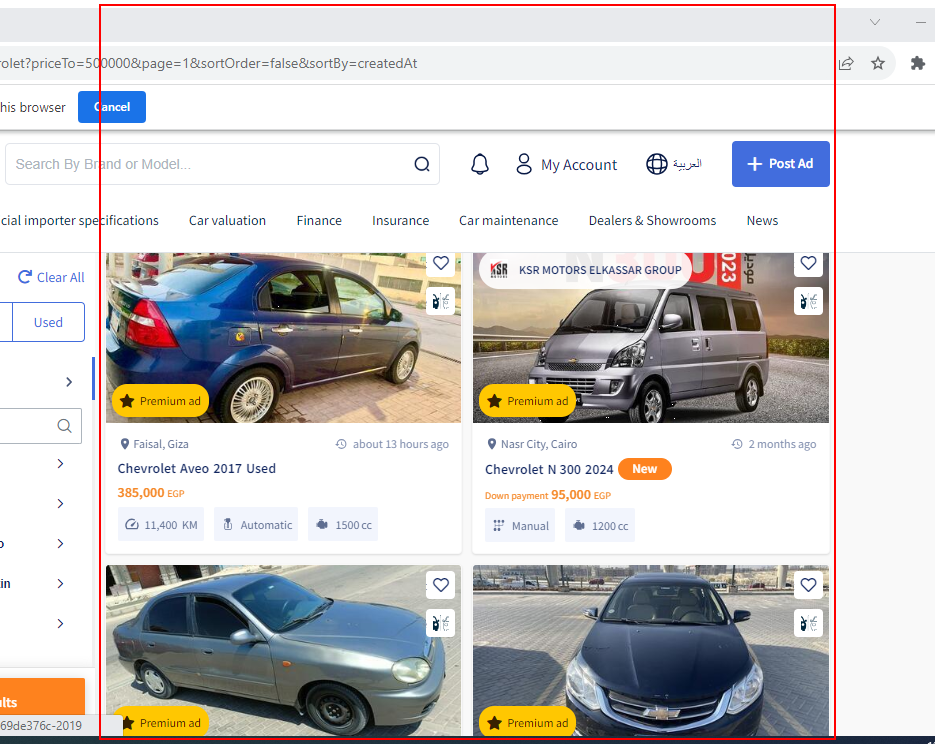 rolet?priceTo=500000&page=1&sortOrder=false&sortBy=createdAt
his browser
Cancel
Search By Brand or Model...
My Account
العربية
+ Post Ad
cial importer specifications
Car valuation
Finance
Insurance
Car maintenance
Dealers & Showrooms
News
Clear All
Used
o
in
ults
69de376c-2019
Premium ad
Faisal, Giza
about 13 hours ago
Chevrolet Aveo 2017 Used
385,000 EGP
11,400 KM
Automatic
1500 cc
KSR
KSR MOTORS ELKASSAR GROUP
2023
Premium ad
Nasr City, Cairo
2 months ago
Chevrolet N 300 2024
New
Down payment 95,000 EGP
Manual
1200 cc
Premium ad
Premium ad